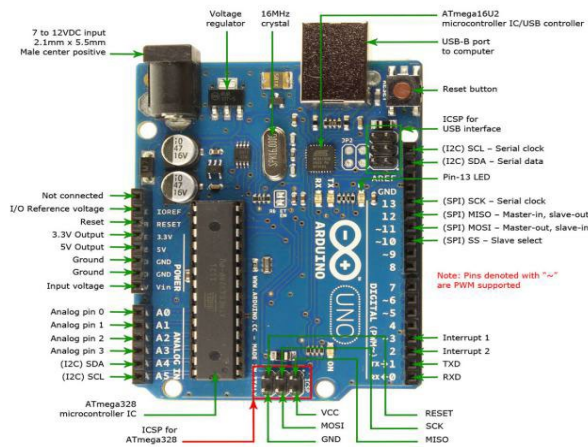 7 to 12VDC input
2.1mm x 5.5mm
Male center positive
Voltage
regulator
16MHz
crystal
ATmega16U2
microcontroller IC/USB controller
USB-B port
to computer
Reset button
ICSP for
USB interface
(I2C) SCL – Serial clock
(I2C) SDA – Serial data
Pin-13 LED
(SPI) SCK – Serial clock
(SPI) MISO – Master-in, slave-out
(SPI) MOSI – Master-out, slave-in
(SPI) SS – Slave select
Note: Pins denoted with "~"
are PWM supported
Interrupt 1
Interrupt 2
TXD
RXD
Not connected
I/O Reference voltage
Reset
3.3V Output
5V Output
Ground
Ground
Input voltage
Analog pin 0
Analog pin 1
Analog pin 2
Analog pin 3
(I2C) SDA
(I2C) SCL
ATmega328
microcontroller IC
ICSP for
ATmega328
VCC
MOSI
GND
RESET
SCK
MISO
47
16V
47
16V
RX
TX
AREF
GND
13
12
~11
~10
~9
8
7
~6
~5
4
~3
2
TX→1
RX←0
DIGITAL (PWM~)
IOREF
RESET
3.3V
5V
GND
GND
Vin
POWER
A0
A1
A2
A3
A4
A5
ANALOG IN
ARDUINO
UNO
ON
ICSP